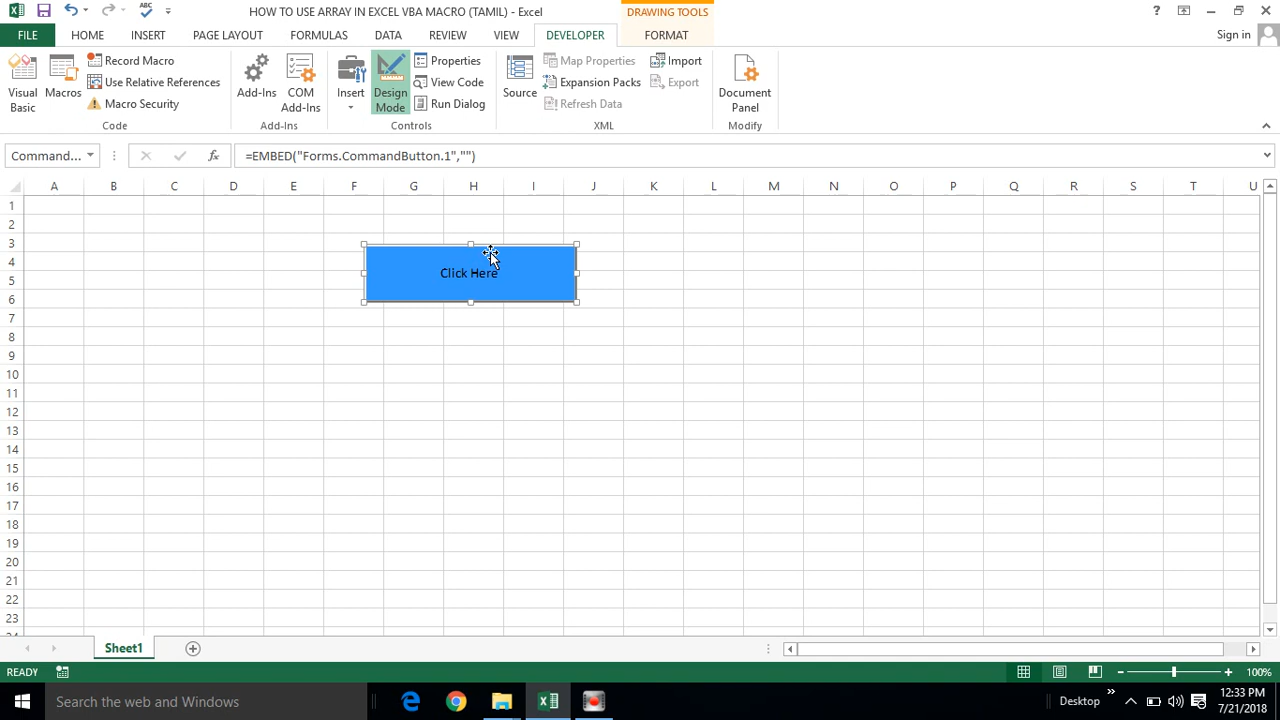 HOW TO USE ARRAY IN EXCEL VBA MACRO (TAMIL) - Excel
DRAWING TOOLS
ABC
?
FILE HOME INSERT PAGE LAYOUT FORMULAS DATA REVIEW VIEW DEVELOPER FORMAT Sign in
Visual Basic
Macros
Record Macro
Use Relative References
Macro Security
Code
Add-Ins
COM Add-Ins
Add-Ins
Insert
Design Mode
Properties
View Code
Run Dialog
Controls
Source
Map Properties
Expansion Packs
Refresh Data
Import
Export
XML
Document Panel
Modify
Command... fx =EMBED("Forms.CommandButton.1","")
A B C D E F G H I J K L M N O P Q R S T U
1
2
3
4
Click Here
5
6
7
8
9
10
11
12
13
14
15
16
17
18
19
20
21
22
23
Sheet1
READY 100%
Search the web and Windows
Desktop
12:33 PM
7/21/2018